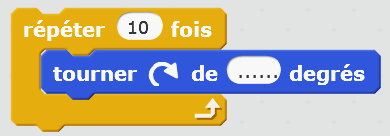 répéter 10 fois
tourner de ...... degrés